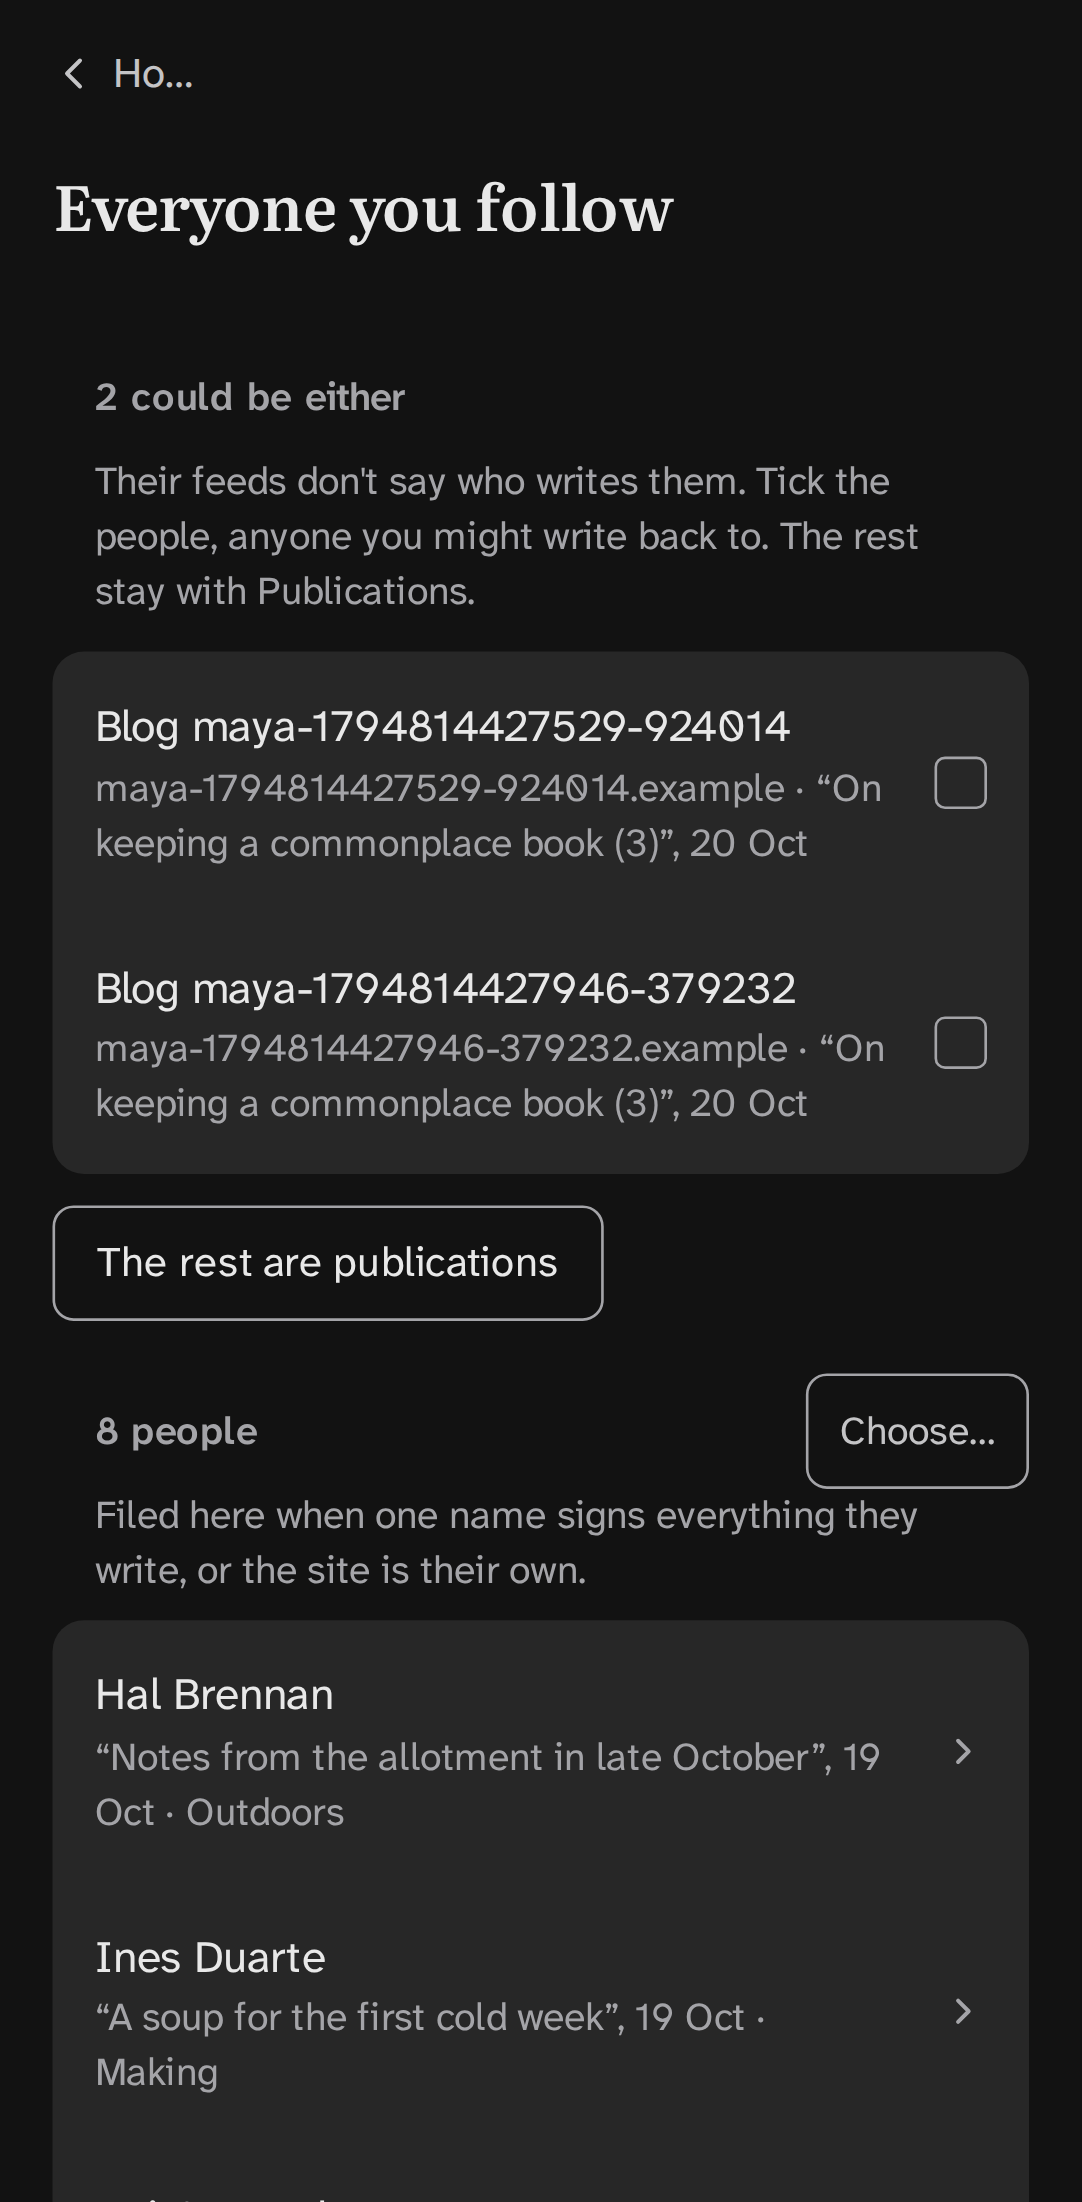 Ho...
Everyone you follow
2 could be either
Their feeds don't say who writes them. Tick the
people, anyone you might write back to. The rest
stay with Publications.
Blog maya-1794814427529-924014
maya-1794814427529-924014.example · “On
keeping a commonplace book (3)”, 20 Oct
Blog maya-1794814427946-379232
maya-1794814427946-379232.example · “On
keeping a commonplace book (3)”, 20 Oct
The rest are publications
8 people
Choose...
Filed here when one name signs everything they
write, or the site is their own.
Hal Brennan
“Notes from the allotment in late October”, 19
Oct · Outdoors
Ines Duarte
“A soup for the first cold week”, 19 Oct ·
Making